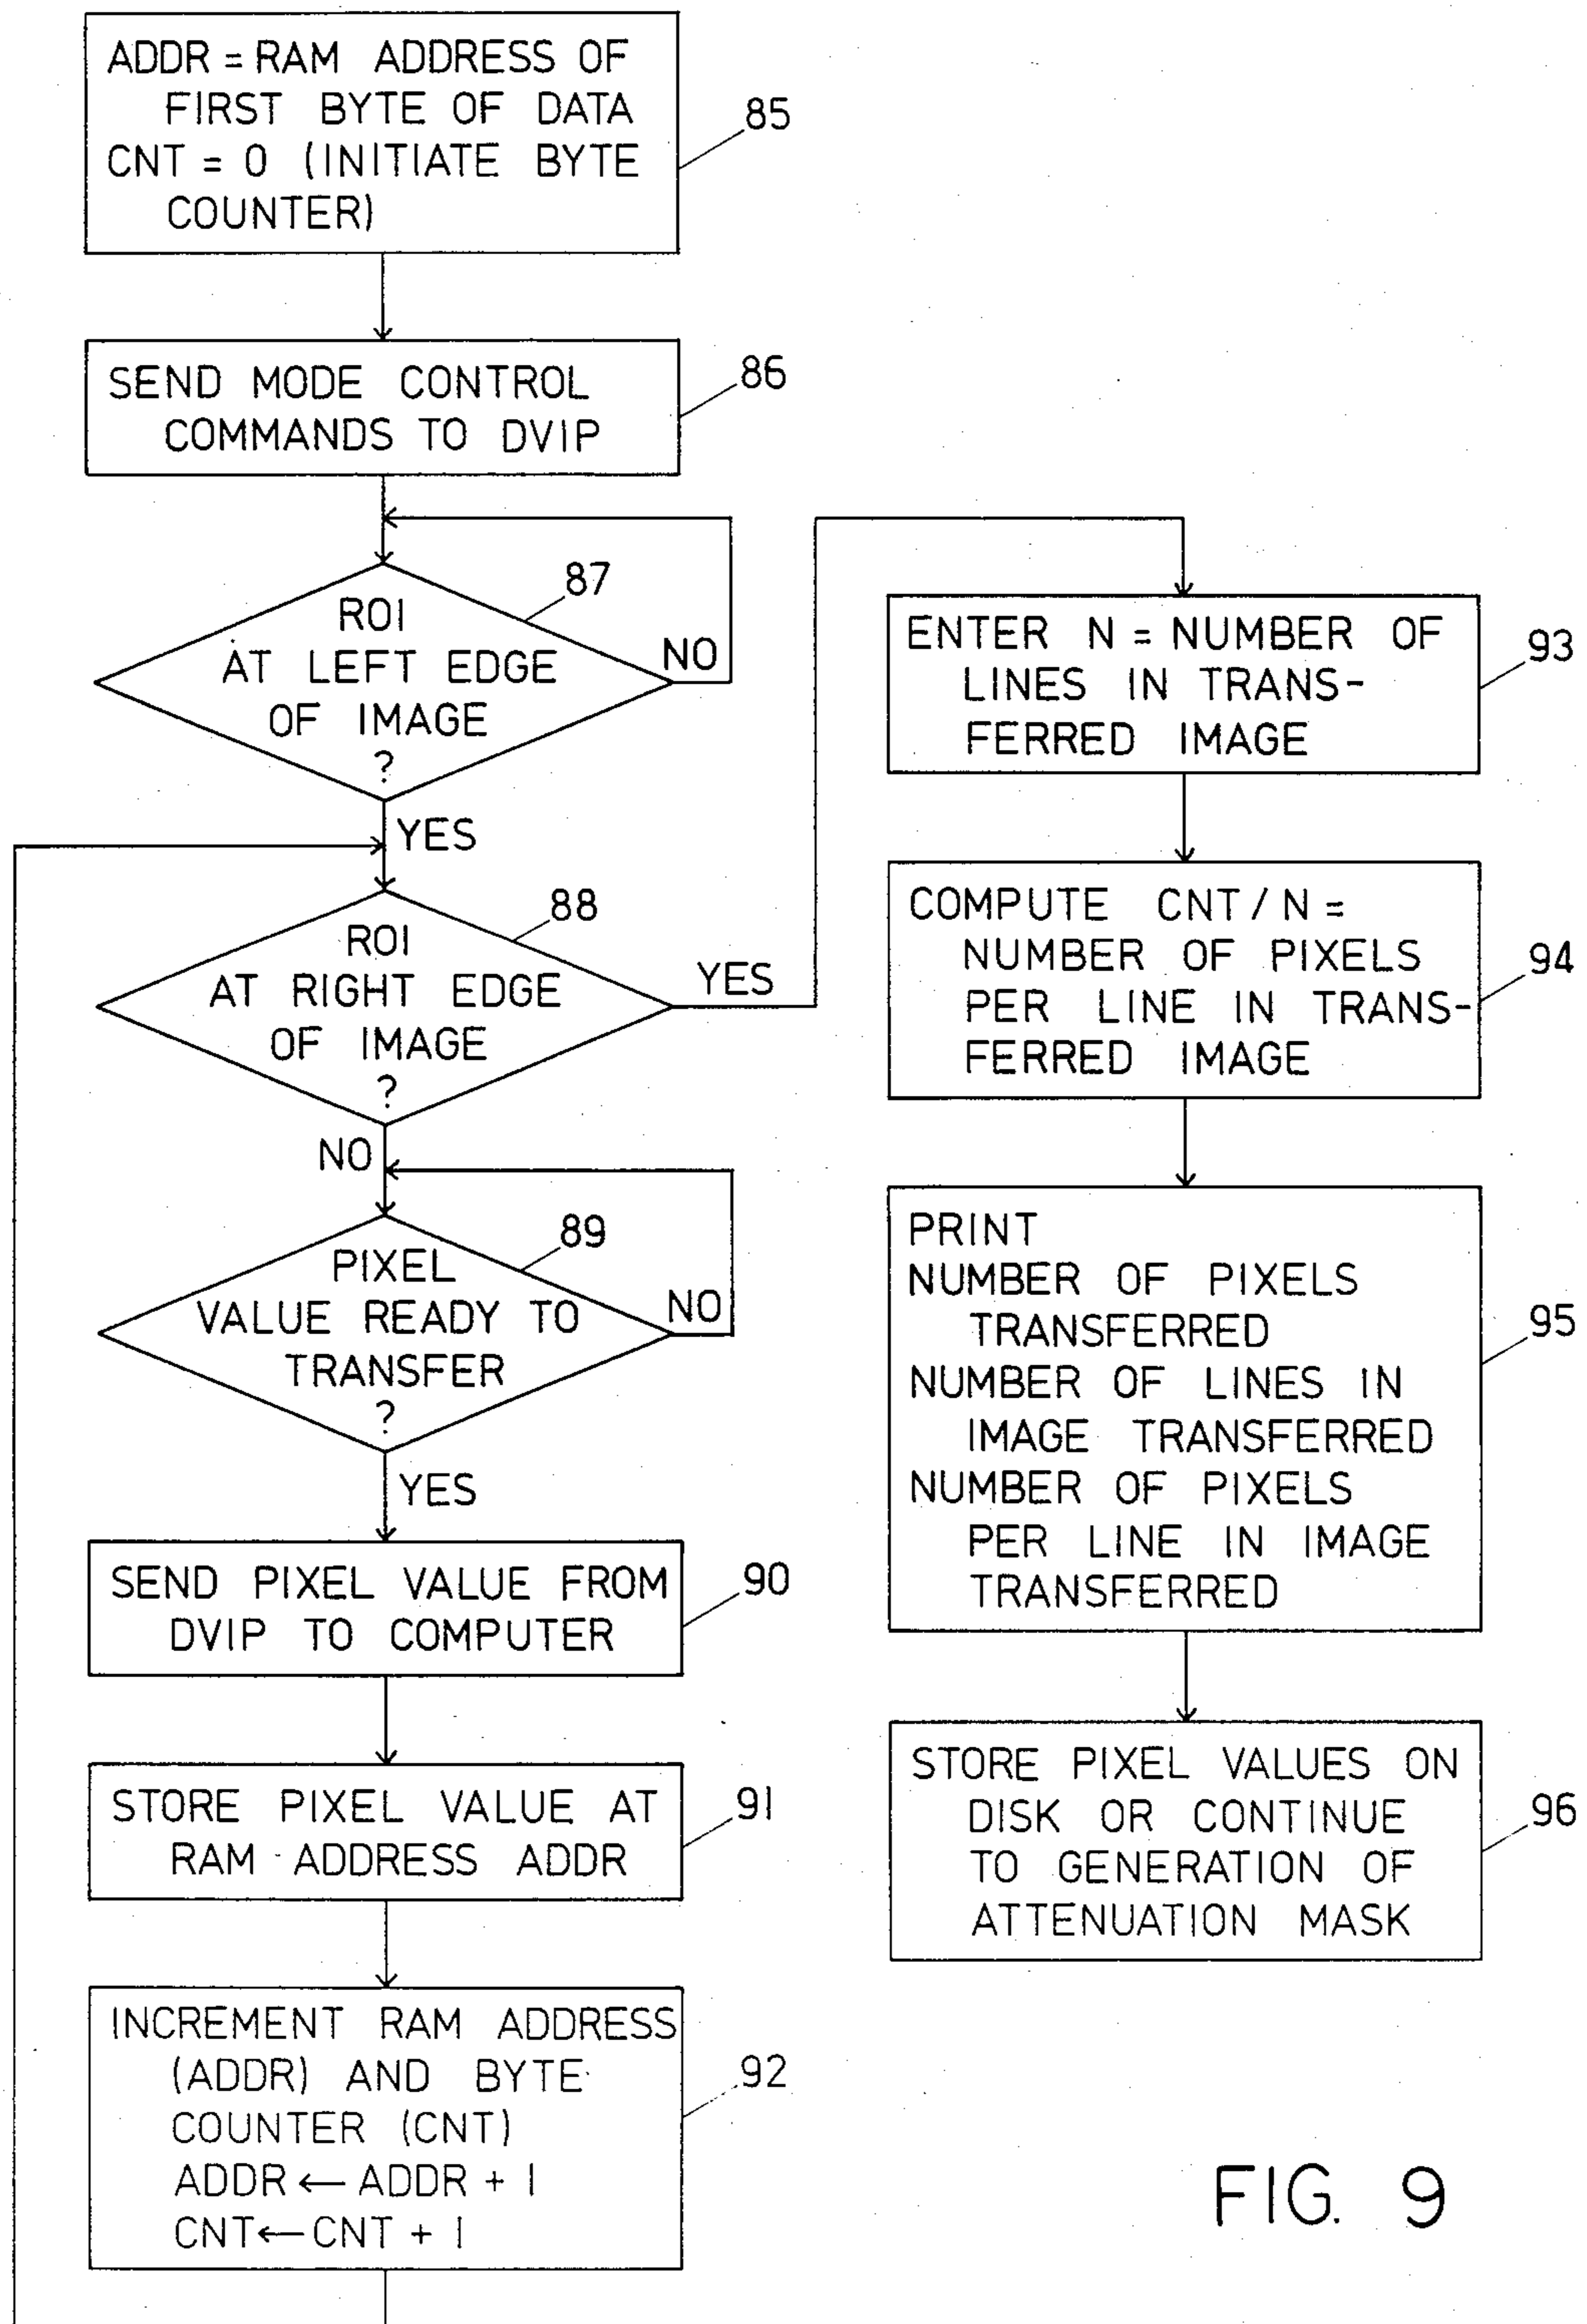 ADDR = RAM ADDRESS OF
FIRST BYTE OF DATA
CNT = 0 (INITIATE BYTE
COUNTER)
85
SEND MODE CONTROL
COMMANDS TO DVIP
86
87
ROI
AT LEFT EDGE
OF IMAGE
?
NO
YES
88
ROI
AT RIGHT EDGE
OF IMAGE
?
YES
NO
89
PIXEL
VALUE READY TO
TRANSFER
?
NO
YES
SEND PIXEL VALUE FROM
DVIP TO COMPUTER
90
STORE PIXEL VALUE AT
RAM ADDRESS ADDR
91
INCREMENT RAM ADDRESS
(ADDR) AND BYTE
COUNTER (CNT)
ADDR ← ADDR + 1
CNT ← CNT + 1
92
ENTER N = NUMBER OF
LINES IN TRANS-
FERRED IMAGE
93
COMPUTE CNT / N =
NUMBER OF PIXELS
PER LINE IN TRANS-
FERRED IMAGE
94
PRINT
NUMBER OF PIXELS
TRANSFERRED
NUMBER OF LINES IN
IMAGE TRANSFERRED
NUMBER OF PIXELS
PER LINE IN IMAGE
TRANSFERRED
95
STORE PIXEL VALUES ON
DISK OR CONTINUE
TO GENERATION OF
ATTENUATION MASK
96
FIG. 9